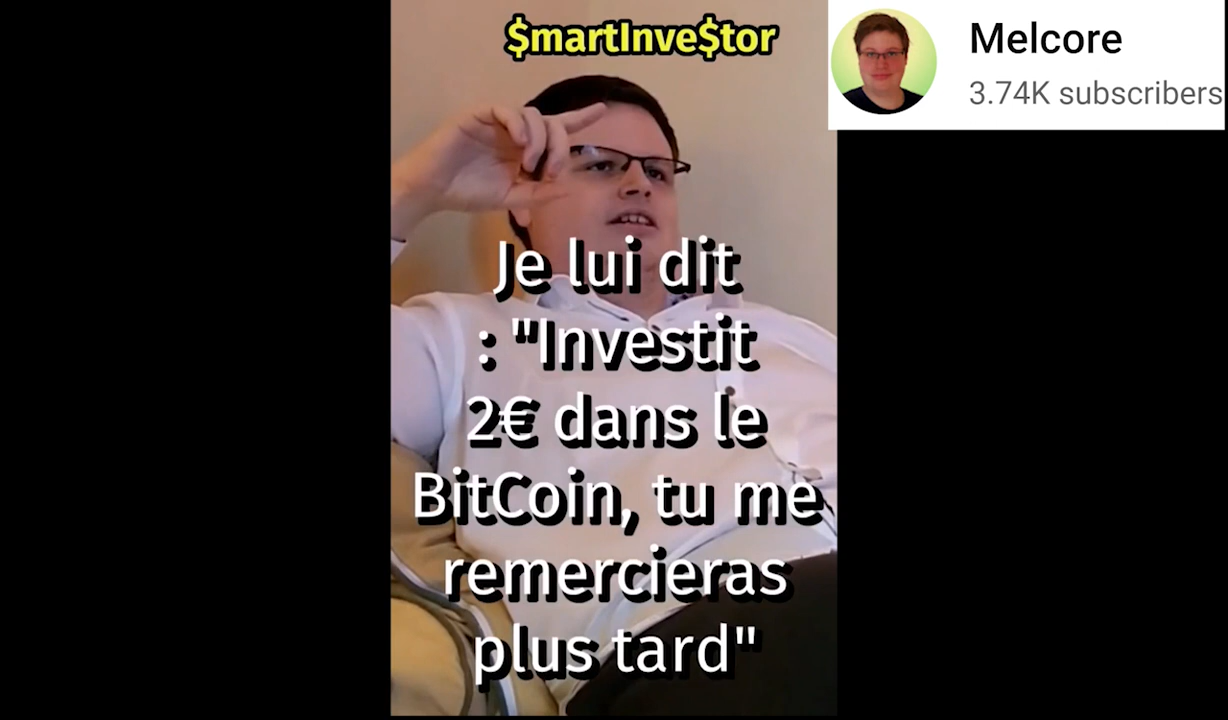 $martInve$tor
Melcore
3.74K subscribers
Je lui dit
: "Investit
2€ dans le
BitCoin, tu me
remercieras
plus tard"